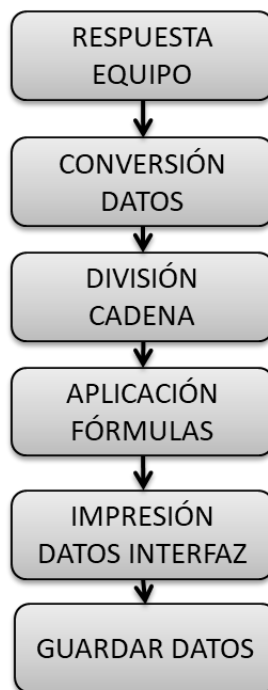 RESPUESTA
EQUIPO
CONVERSIÓN
DATOS
DIVISIÓN
CADENA
APLICACIÓN
FÓRMULAS
IMPRESIÓN
DATOS INTERFAZ
GUARDAR DATOS